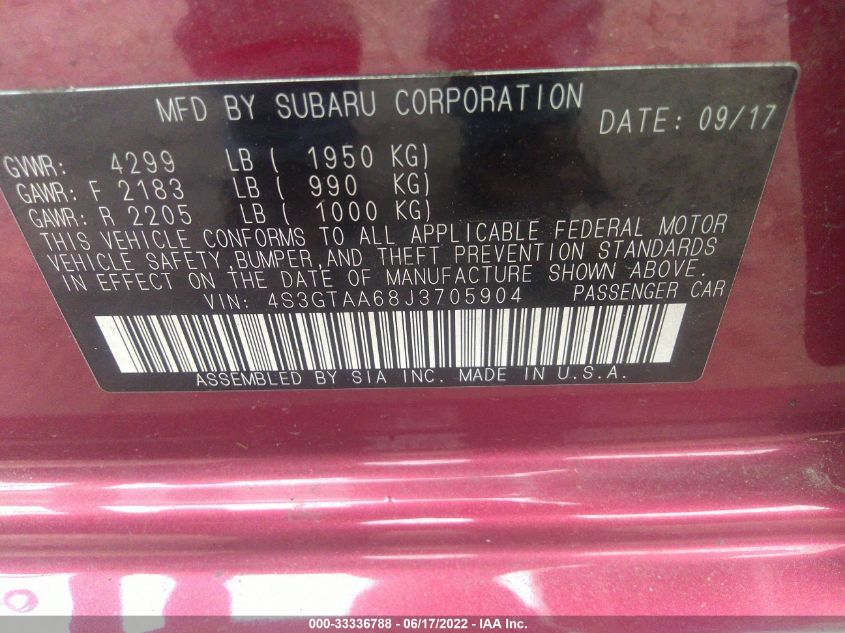 MFD BY SUBARU CORPORATION
DATE: 09/17
GVWR: 4299 LB ( 1950 KG)
GAWR: F 2183 LB ( 990 KG)
GAWR: R 2205 LB ( 1000 KG)
THIS VEHICLE CONFORMS TO ALL APPLICABLE FEDERAL MOTOR
VEHICLE SAFETY,BUMPER,AND THEFT PREVENTION STANDARDS
IN EFFECT ON THE DATE OF MANUFACTURE SHOWN ABOVE.
VIN: 4S3GTAA68J3705904 PASSENGER CAR
ASSEMBLED BY SIA INC. MADE IN U.S.A.
000-33336788 - 06/17/2022 - IAA Inc.